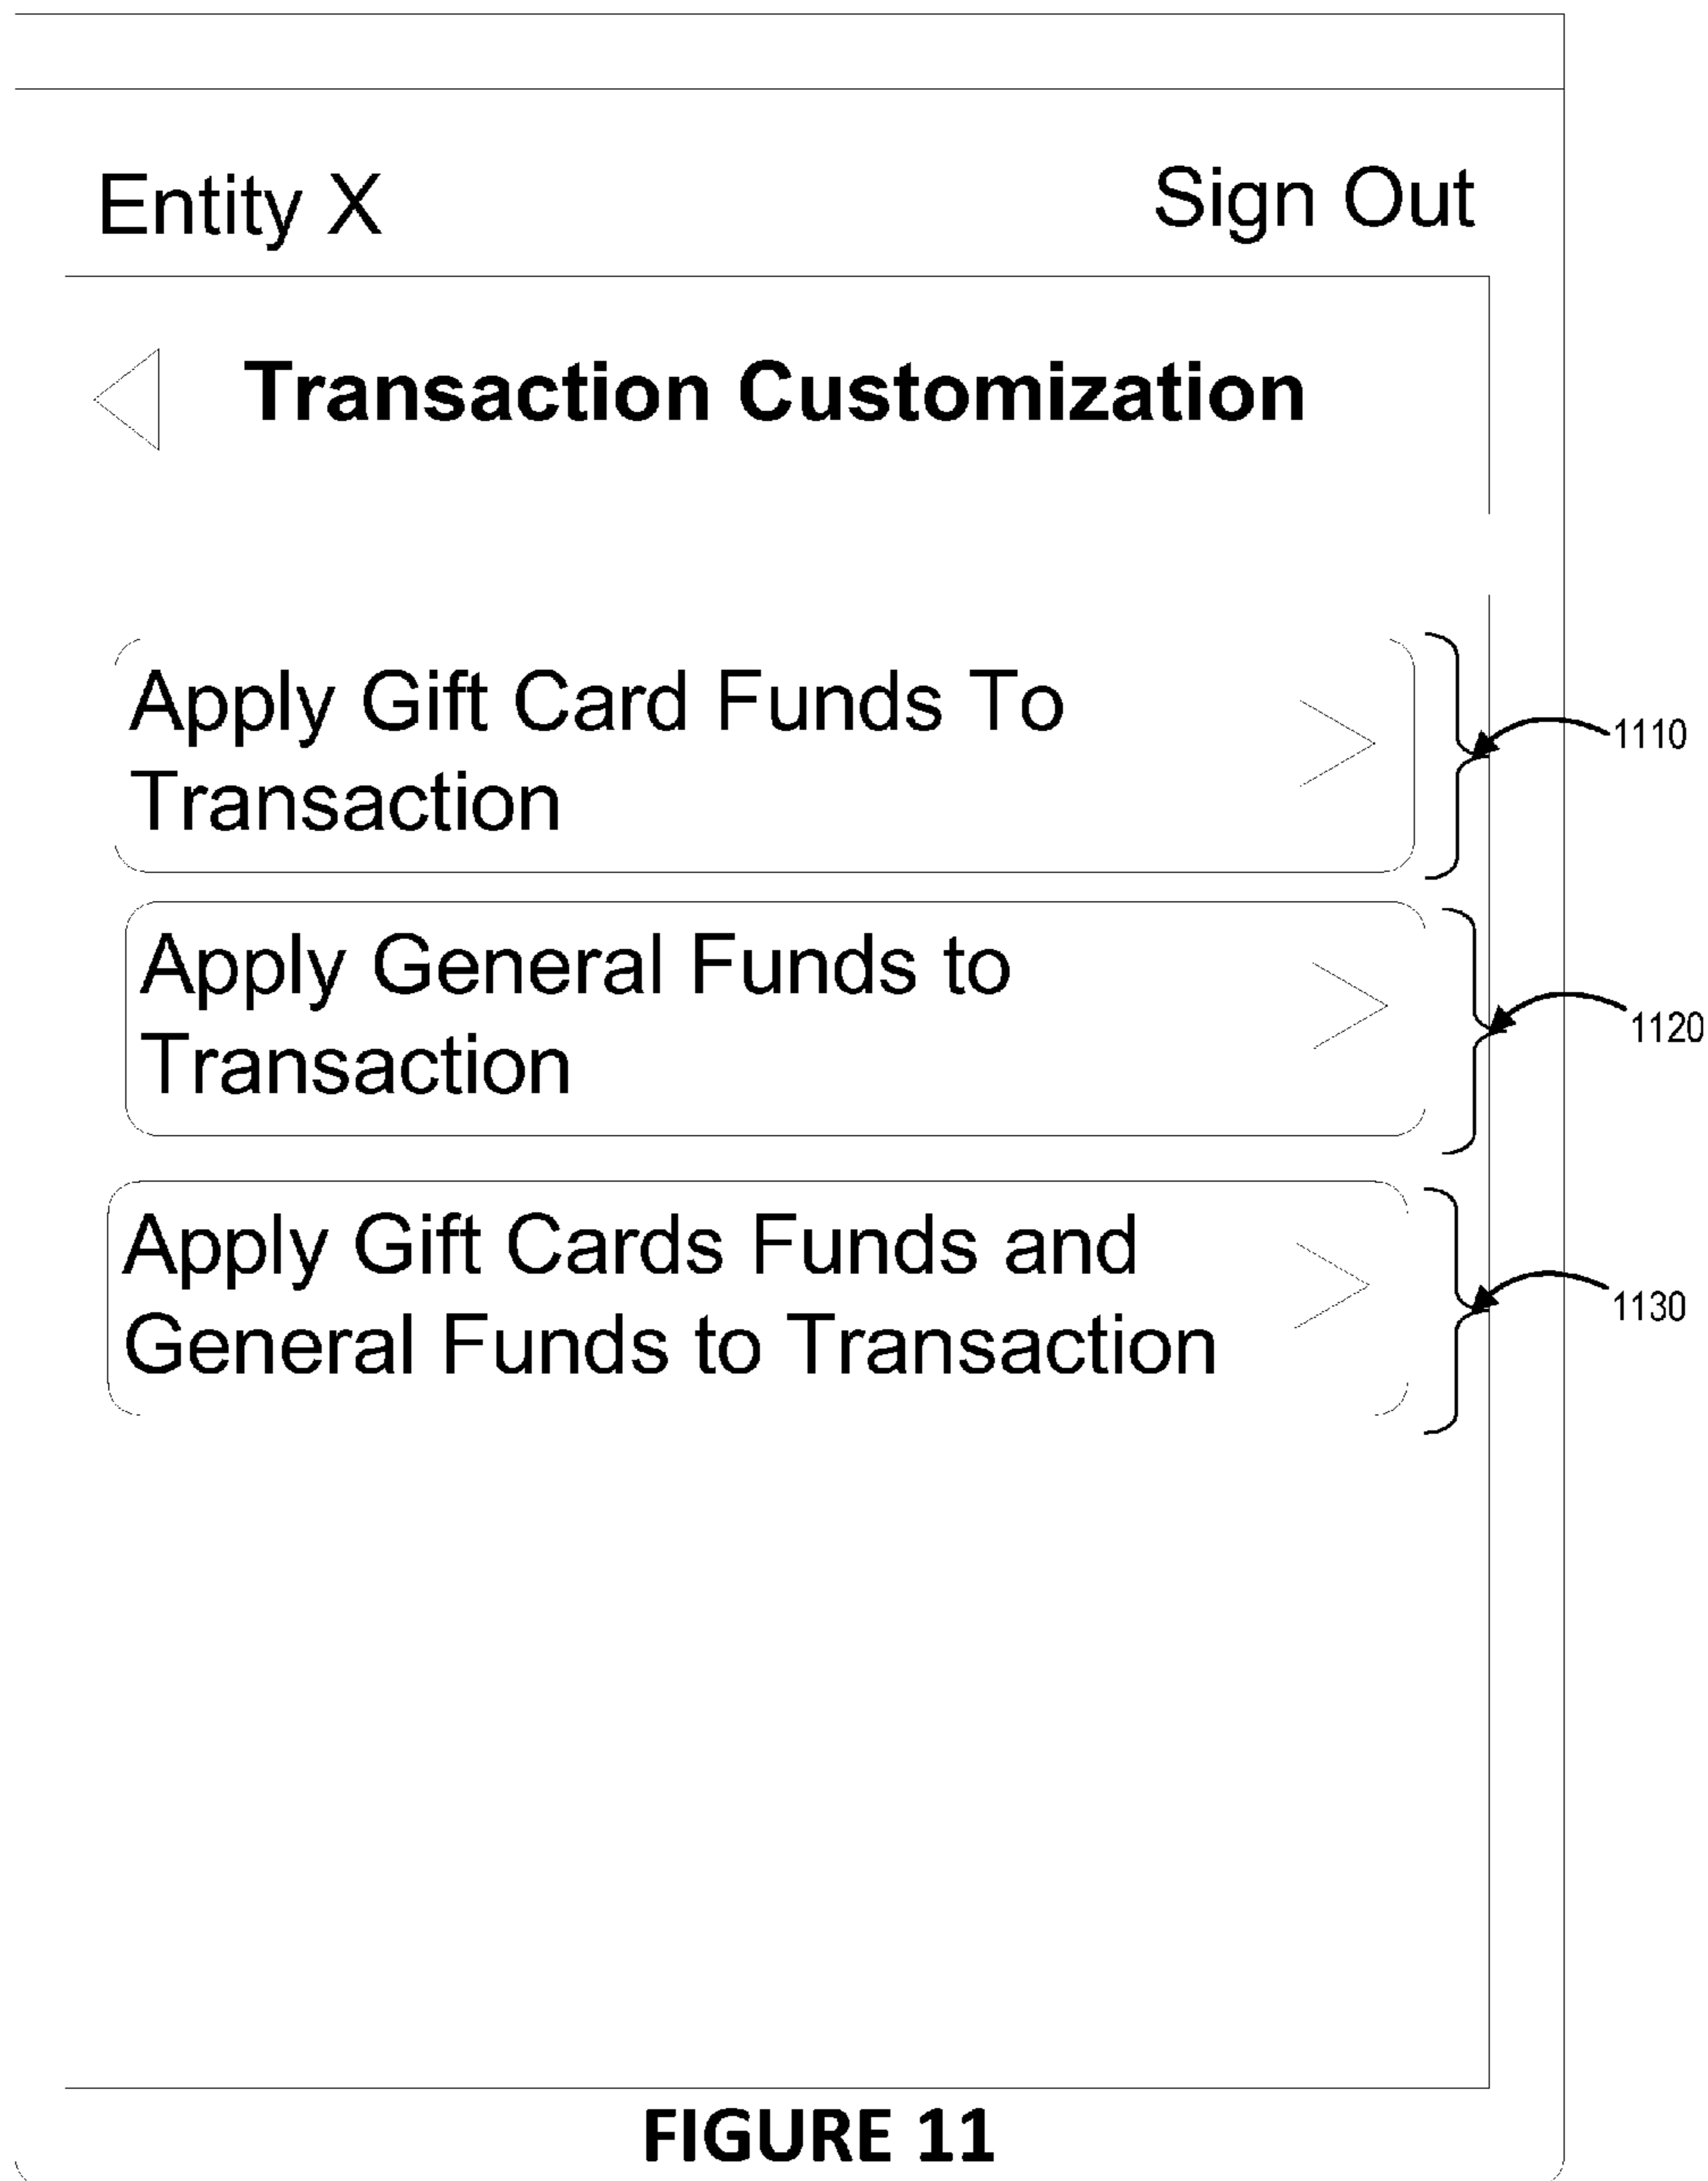 Entity X Sign Out
Transaction Customization
Apply Gift Card Funds To
Transaction
1110
Apply General Funds to
Transaction
1120
Apply Gift Cards Funds and
General Funds to Transaction
1130
FIGURE 11